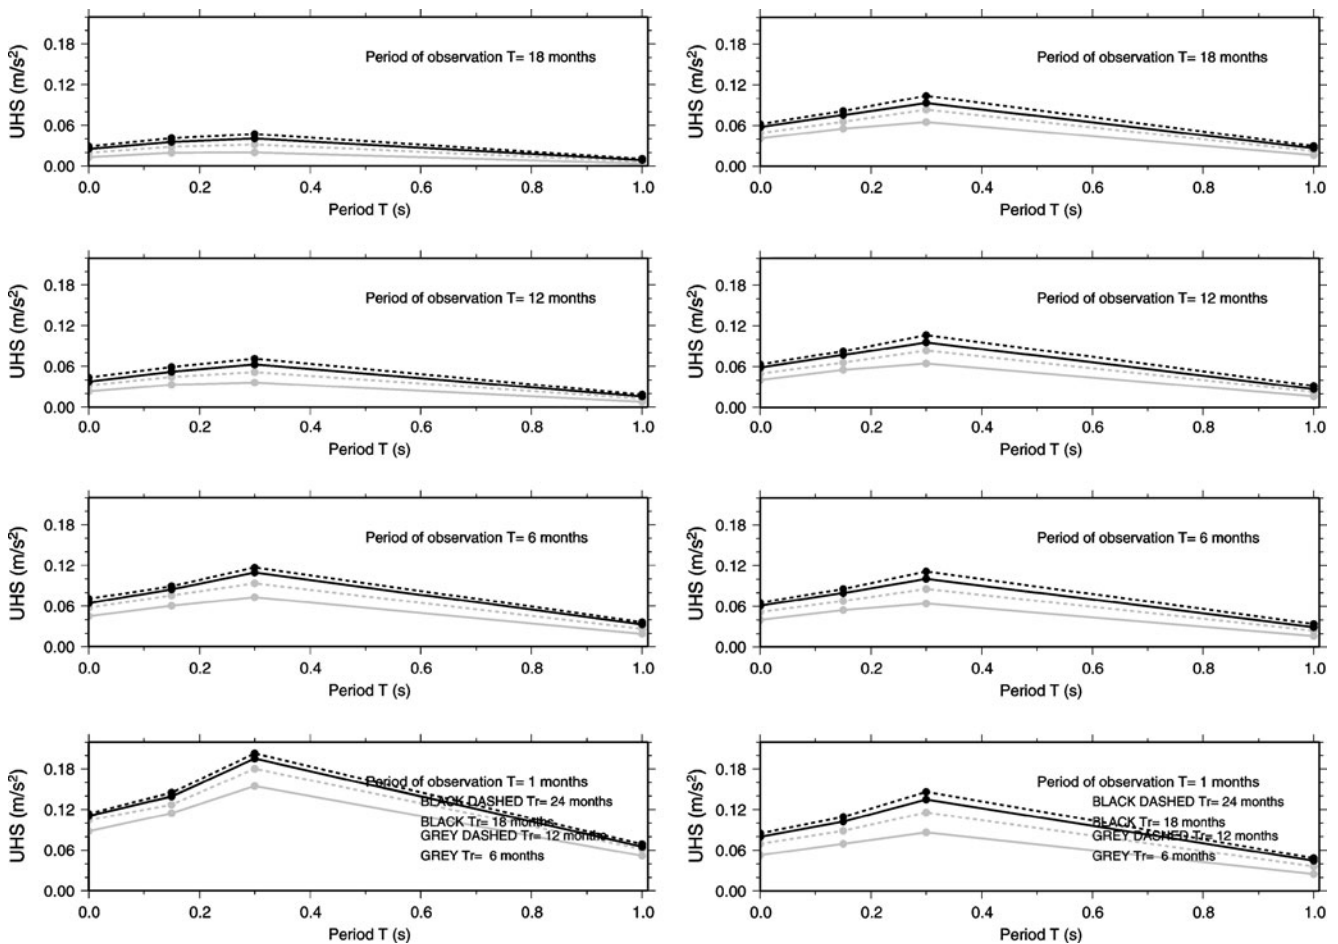 UHS (m/s²)
0.18
0.12
0.06
0.00
Period of observation T= 18 months
0.0 0.2 0.4 0.6 0.8 1.0
Period T (s)
UHS (m/s²)
0.18
0.12
0.06
0.00
Period of observation T= 18 months
0.0 0.2 0.4 0.6 0.8 1.0
Period T (s)
UHS (m/s²)
0.18
0.12
0.06
0.00
Period of observation T= 12 months
0.0 0.2 0.4 0.6 0.8 1.0
Period T (s)
UHS (m/s²)
0.18
0.12
0.06
0.00
Period of observation T= 12 months
0.0 0.2 0.4 0.6 0.8 1.0
Period T (s)
UHS (m/s²)
0.18
0.12
0.06
0.00
Period of observation T= 6 months
0.0 0.2 0.4 0.6 0.8 1.0
Period T (s)
UHS (m/s²)
0.18
0.12
0.06
0.00
Period of observation T= 6 months
0.0 0.2 0.4 0.6 0.8 1.0
Period T (s)
UHS (m/s²)
0.18
0.12
0.06
0.00
Period of observation T= 1 months
BLACK DASHED Tr= 24 months
BLACK Tr= 18 months
GREY DASHED Tr= 12 months
GREY Tr= 6 months
0.0 0.2 0.4 0.6 0.8 1.0
Period T (s)
UHS (m/s²)
0.18
0.12
0.06
0.00
Period of observation T= 1 months
BLACK DASHED Tr= 24 months
BLACK Tr= 18 months
GREY DASHED Tr= 12 months
GREY Tr= 6 months
0.0 0.2 0.4 0.6 0.8 1.0
Period T (s)